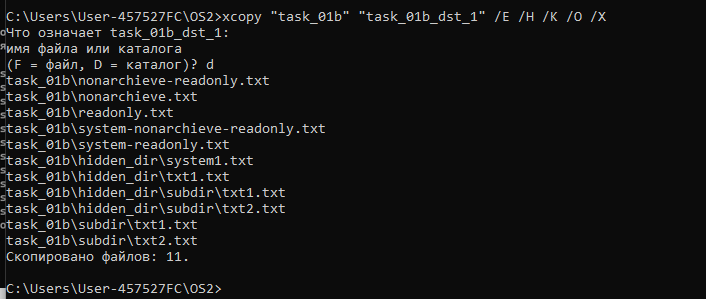 C:\Users\User-457527FC\OS2>xcopy "task_01b" "task_01b_dst_1" /E /H /K /O /X
Что означает task_01b_dst_1:
имя файла или каталога
(F = файл, D = каталог)? d
task_01b\nonarchieve-readonly.txt
task_01b\nonarchieve.txt
task_01b\readonly.txt
task_01b\system-nonarchieve-readonly.txt
task_01b\system-readonly.txt
task_01b\hidden_dir\system1.txt
task_01b\hidden_dir\txt1.txt
task_01b\hidden_dir\subdir\txt1.txt
task_01b\hidden_dir\subdir\txt2.txt
task_01b\subdir\txt1.txt
task_01b\subdir\txt2.txt
Скопировано файлов: 11.
C:\Users\User-457527FC\OS2>